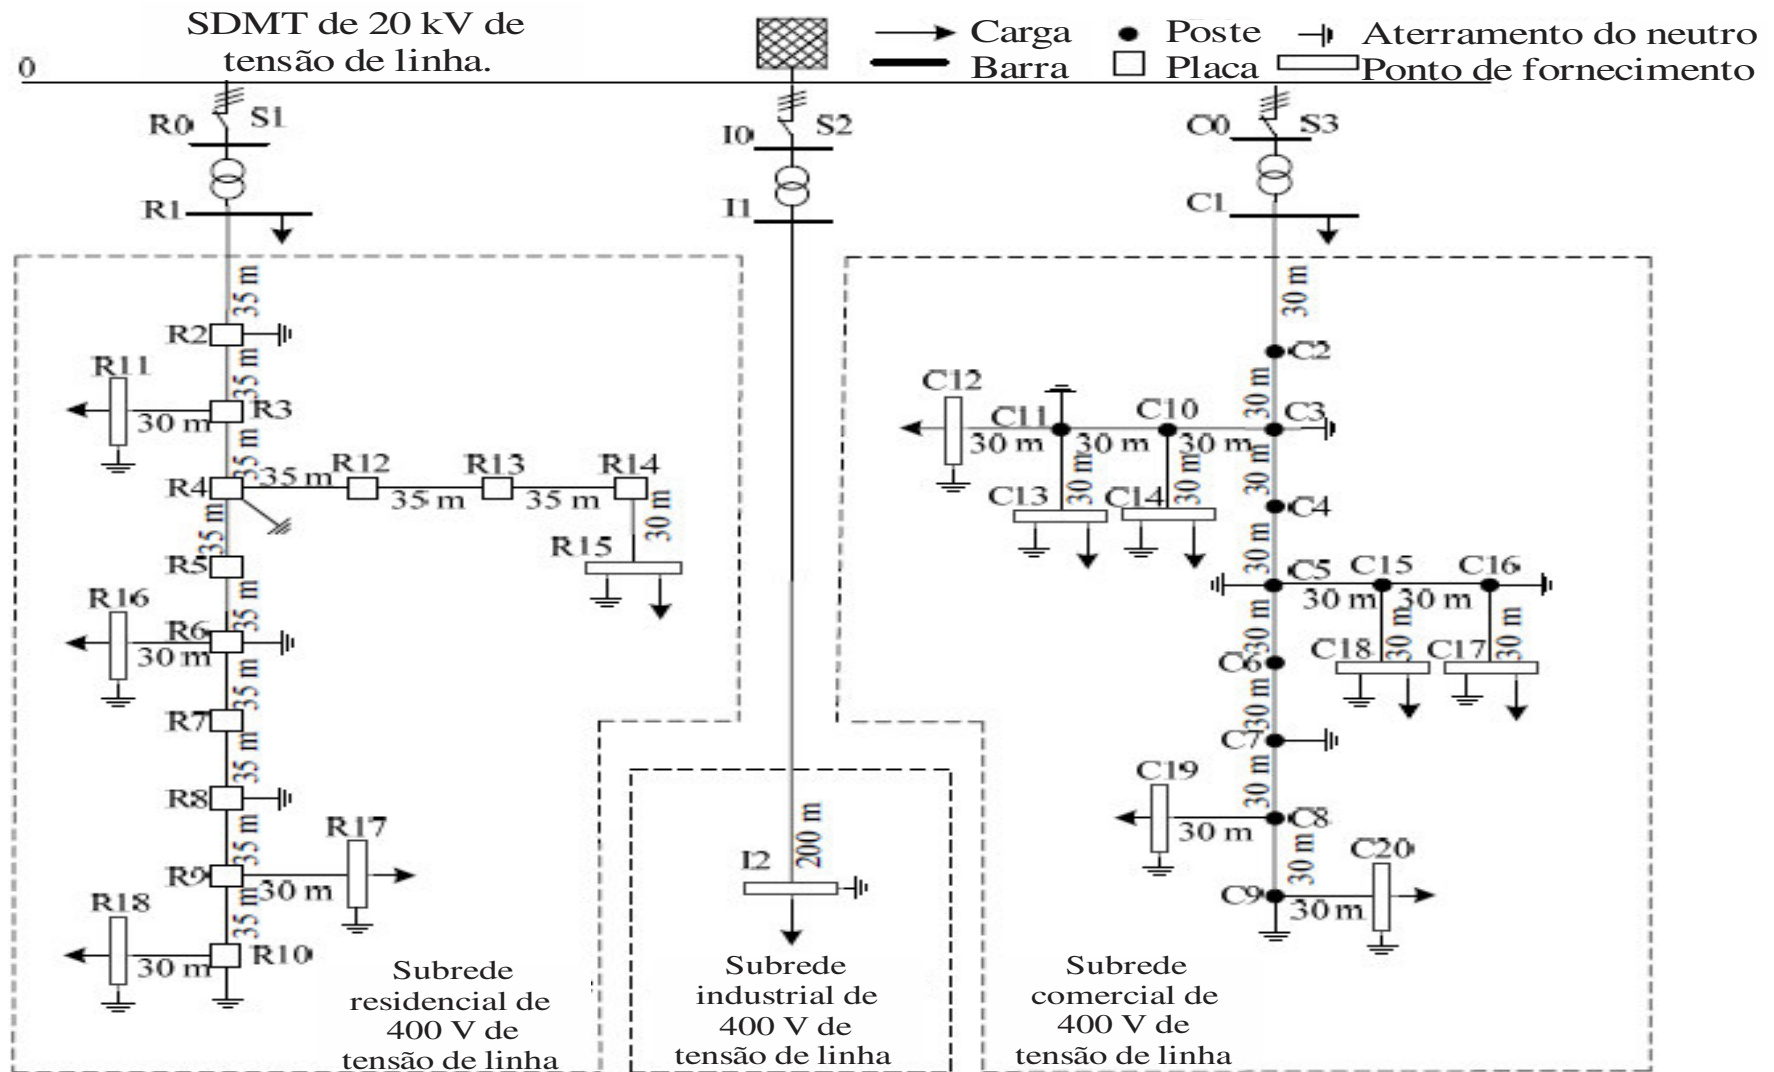 SDMT de 20 kV de
tensão de linha.
Carga
Poste
Aterramento do neutro
Barra
Placa
Ponto de fornecimento
0
R0
S1
I0
S2
C0
S3
R1
I1
C1
35 m
R2
35 m
R11
30 m
R3
35 m
R4
35 m
R12
35 m
R13
35 m
R14
30 m
R15
35 m
R5
35 m
R16
30 m
R6
35 m
R7
35 m
R8
35 m
R17
R9
30 m
35 m
R18
30 m
R10
Subrede
residencial de
400 V de
tensão de linha
200 m
I2
Subrede
industrial de
400 V de
tensão de linha
30 m
C2
30 m
C12
C11
C10
C3
30 m
30 m
30 m
30 m
30 m
30 m
C13
C14
C4
30 m
C5
C15
C16
30 m
30 m
30 m
30 m
30 m
C6
C18
C17
30 m
C7
30 m
C19
30 m
C8
30 m
C20
C9
30 m
Subrede
comercial de
400 V de
tensão de linha